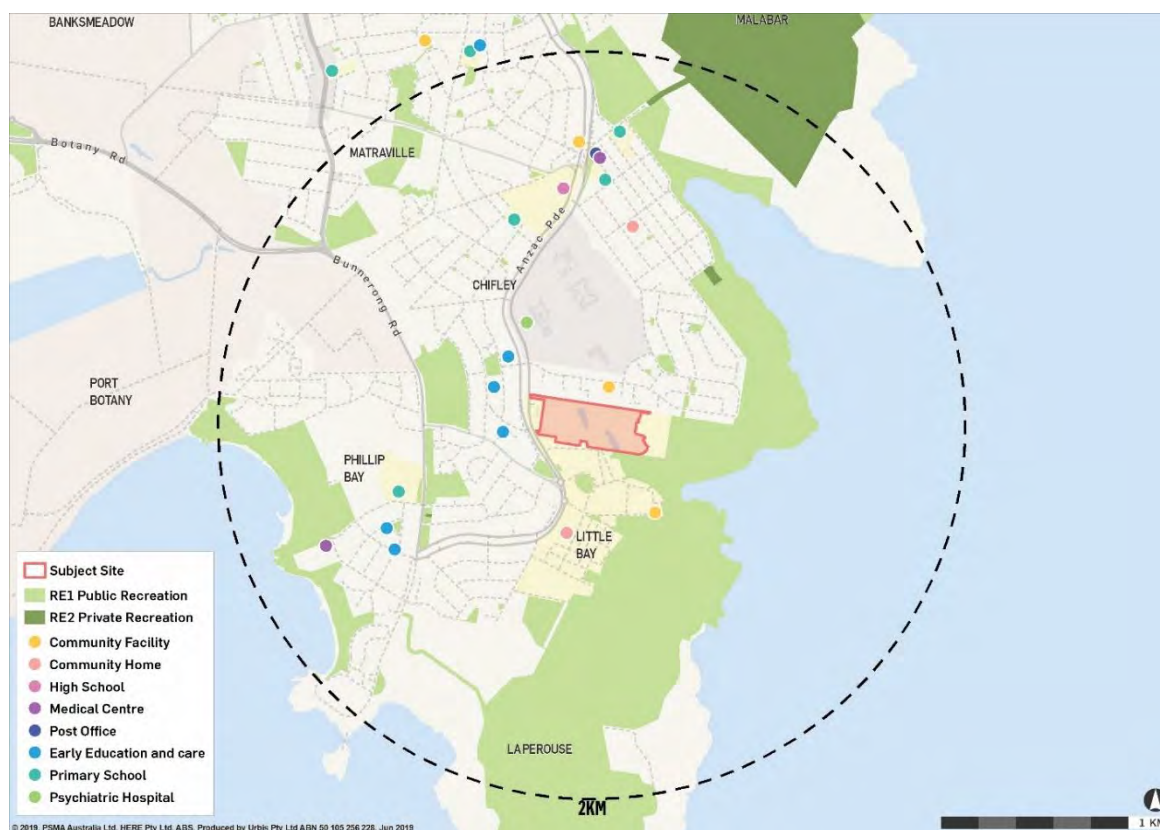 BANKSMEADOW
MALABAR
Botany Rd
MATRAVILLE
Anzac Pde
CHIFLEY
Bunnerong Rd
PORT
BOTANY
PHILLIP
BAY
LITTLE
BAY
Subject Site
RE1 Public Recreation
RE2 Private Recreation
Community Facility
Community Home
High School
Medical Centre
Post Office
Early Education and care
Primary School
Psychiatric Hospital
LAPEROUSE
2KM
1 KM
© 2019. PSMA Australia Ltd, HERE Pty Ltd. ABS. Produced by Urbis Pty Ltd ABN 50 105 256 228, Jun 2019